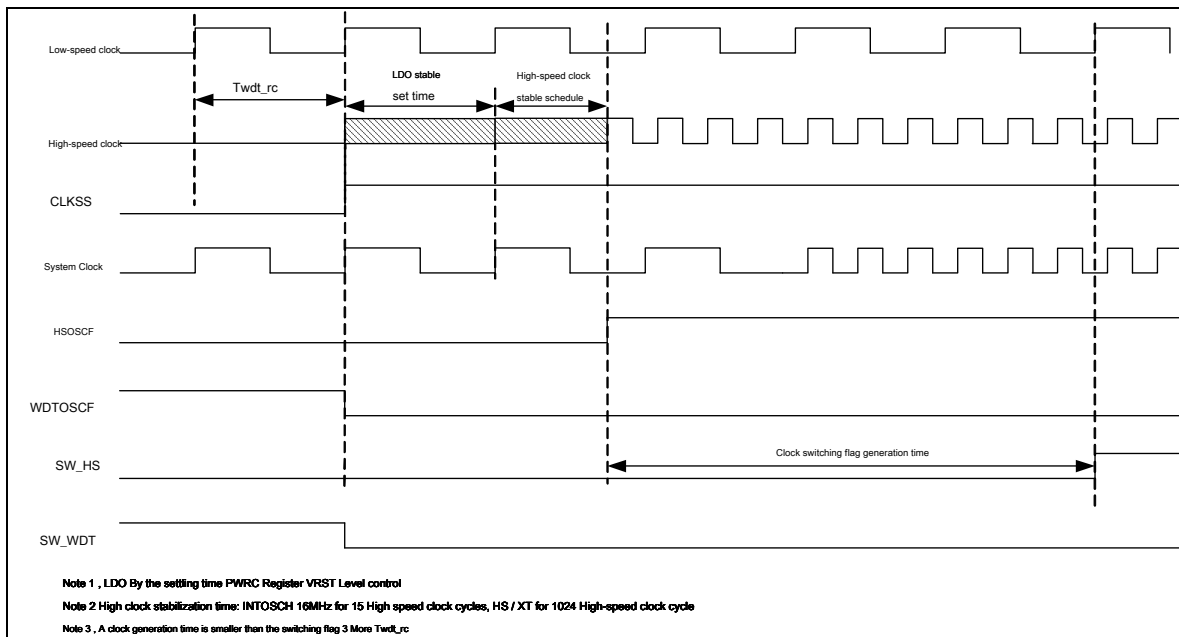 Low-speed clock
Twdt_rc
LDO stable
set time
High-speed clock
stable schedule
High-speed clock
CLKSS
System Clock
HSOSCF
WDTOSCF
Clock switching flag generation time
SW_HS
SW_WDT
Note 1 , LDO By the settling time PWRC Register VRST Level control
Note 2 High clock stabilization time: INTOSCH 16MHz for 15 High speed clock cycles, HS / XT for 1024 High-speed clock cycle
Note 3 , A clock generation time is smaller than the switching flag 3 More Twdt_rc